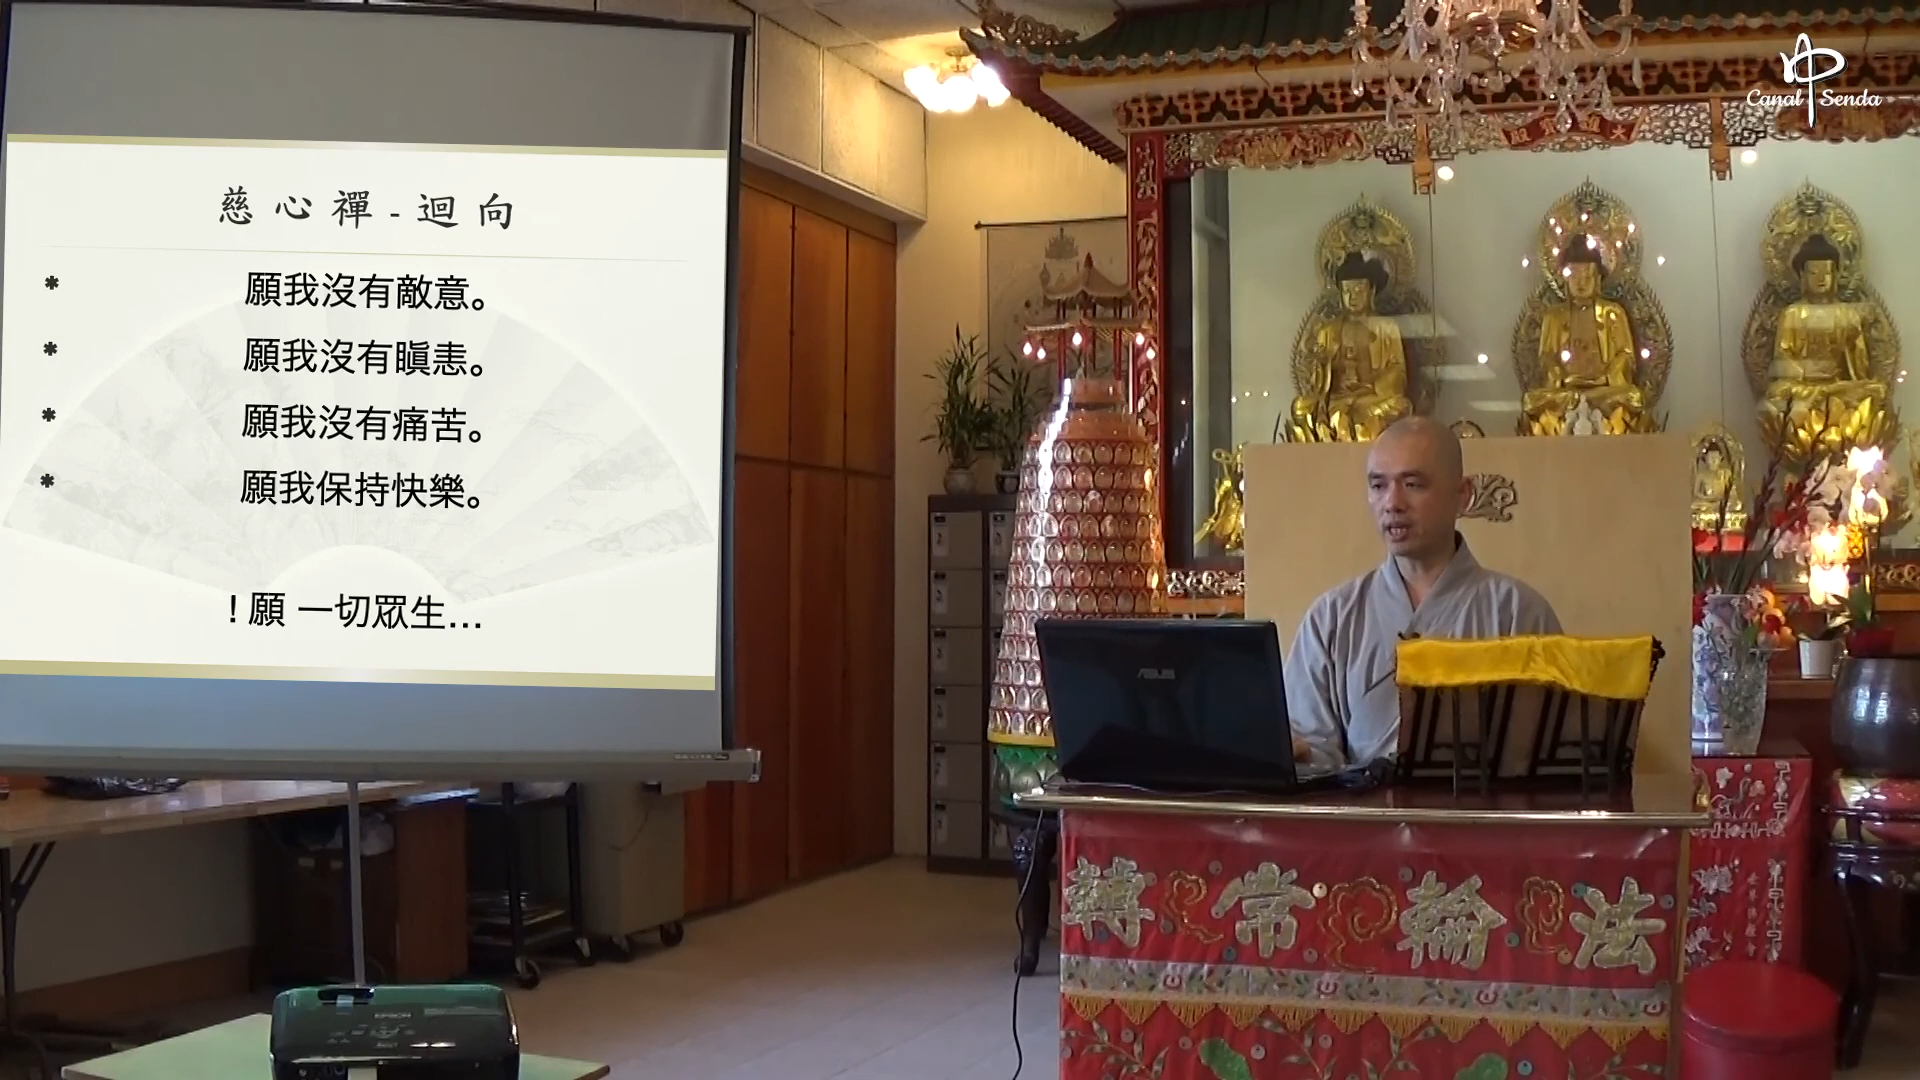 慈心禪-迴向
* 願我沒有敵意。
* 願我沒有瞋恚。
* 願我沒有痛苦。
* 願我保持快樂。
! 願 一切眾生...
Canal Senda
ASUS
轉常輪法
EPSON